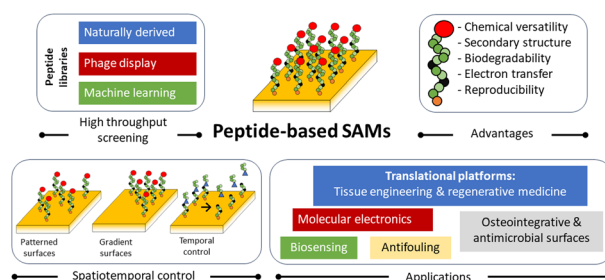 Peptide libraries
Naturally derived
Phage display
Machine learning
High throughput
screening
Peptide-based SAMs
- Chemical versatility
- Secondary structure
- Biodegradability
- Electron transfer
- Reproducibility
Advantages
Patterned
surfaces
Gradient
surfaces
Temporal
control
Spatiotemporal control
Translational platforms:
Tissue engineering & regenerative medicine
Molecular electronics
Biosensing
Antifouling
Osteointegrative &
antimicrobial surfaces
Applications